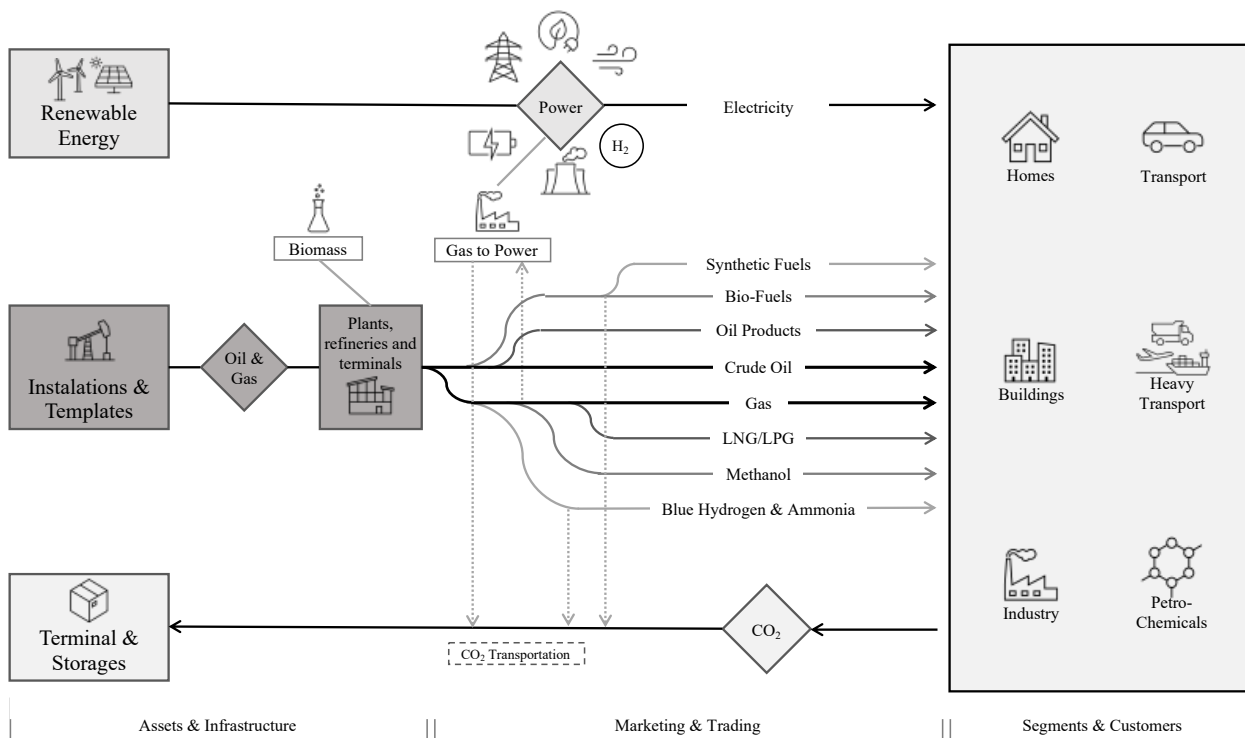 Renewable
Energy
Power
Electricity
H₂
Homes
Transport
Biomass
Gas to Power
Synthetic Fuels
Bio-Fuels
Oil Products
Crude Oil
Gas
LNG/LPG
Methanol
Blue Hydrogen & Ammonia
Instalations &
Templates
Oil &
Gas
Plants,
refineries and
terminals
Buildings
Heavy
Transport
Industry
Petro-
Chemicals
Terminal &
Storages
CO₂
CO₂ Transportation
Assets & Infrastructure
Marketing & Trading
Segments & Customers